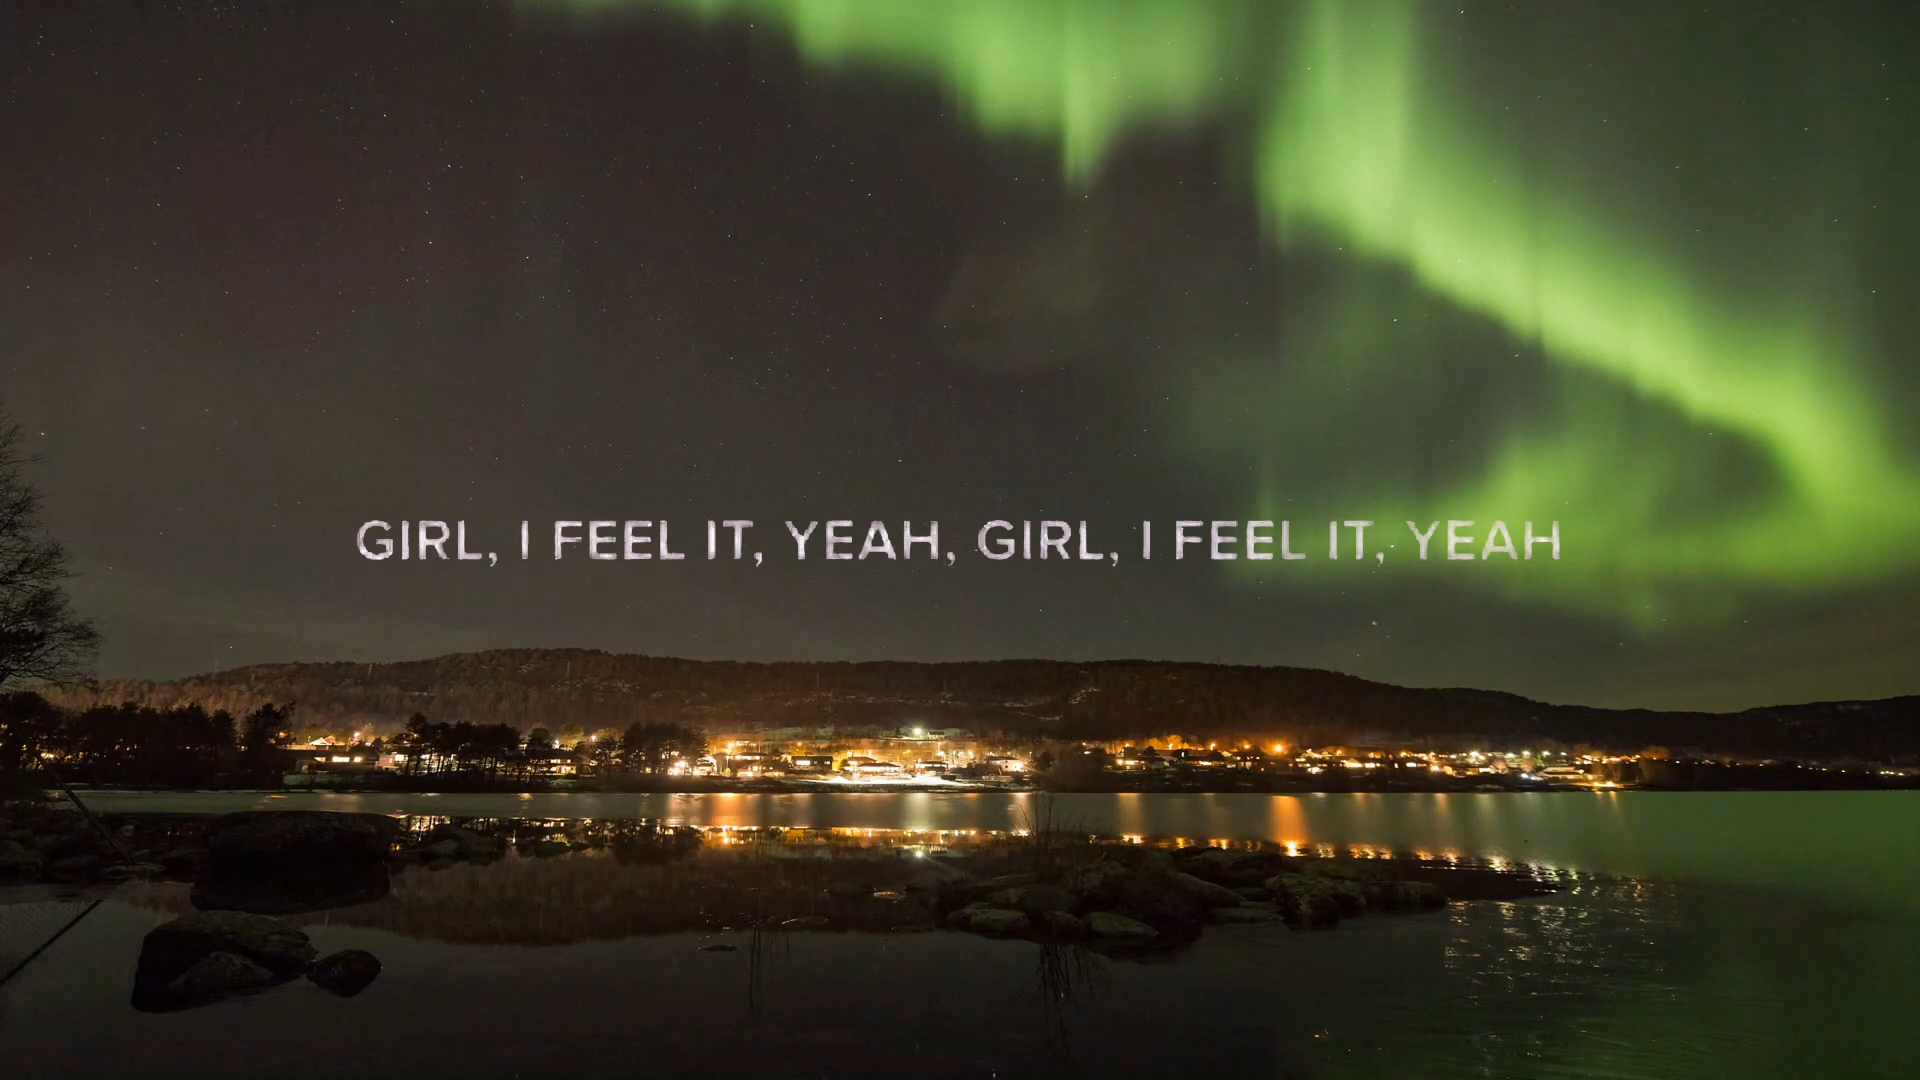 GIRL, I FEEL IT, YEAH, GIRL, I FEEL IT, YEAH